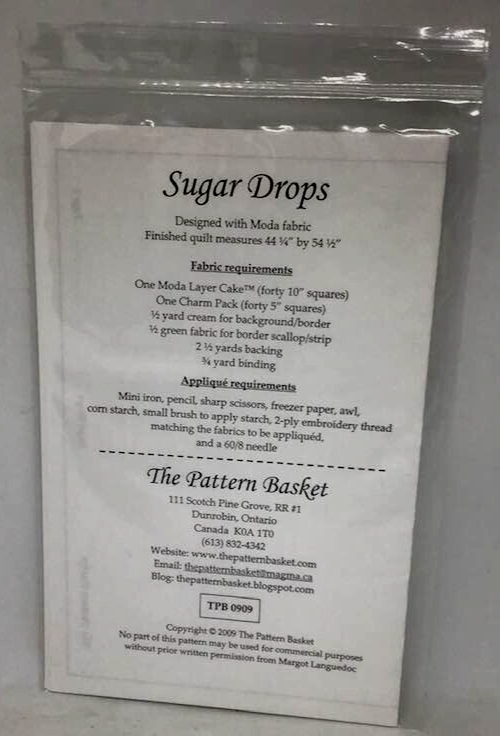 Sugar Drops
Designed with Moda fabric
Finished quilt measures 44 ¼" by 54 ½"
Fabric requirements
One Moda Layer Cake™ (forty 10" squares)
One Charm Pack (forty 5" squares)
½ yard cream for background/border
½ green fabric for border scallop/strip
2 ½ yards backing
¾ yard binding
Appliqué requirements
Mini iron, pencil, sharp scissors, freezer paper, awl,
corn starch, small brush to apply starch, 2-ply embroidery thread
matching the fabrics to be appliquéd,
and a 60/8 needle
The Pattern Basket
111 Scotch Pine Grove, RR #1
Dunrobin, Ontario
Canada K0A 1T0
(613) 832-4342
Website: www.thepatternbasket.com
Email: thepatternbasket@magma.ca
Blog: thepatternbasket.blogspot.com
TPB 0909
Copyright © 2009 The Pattern Basket
No part of this pattern may be used for commercial purposes
without prior written permission from Margot Languedoc